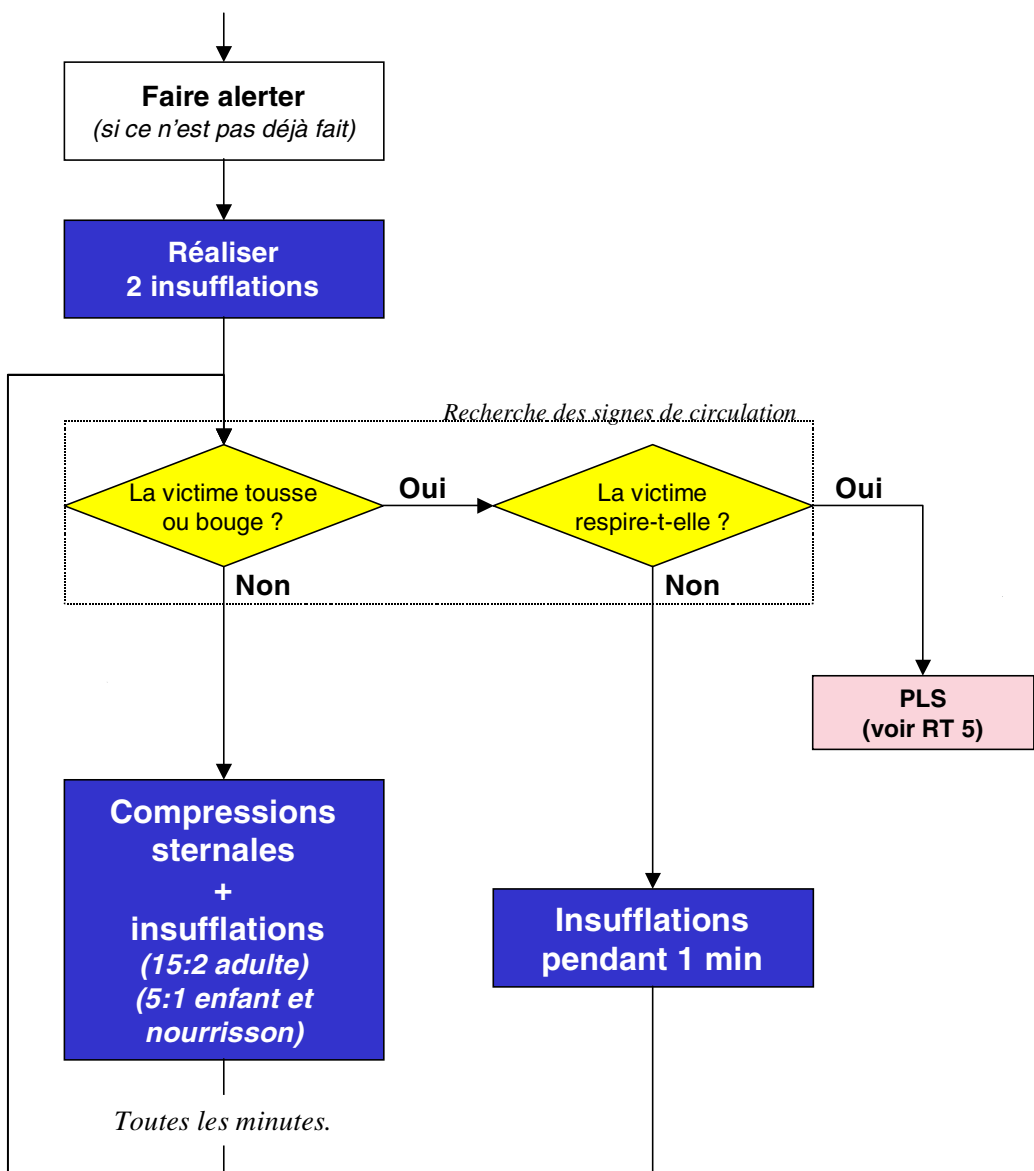 Faire alerter
(si ce n'est pas déjà fait)
Réaliser
2 insufflations
Recherche des signes de circulation
La victime tousse
ou bouge ?
Oui
La victime
respire-t-elle ?
Oui
Non
Non
PLS
(voir RT 5)
Compressions
sternales
+
insufflations
(15:2 adulte)
(5:1 enfant et
nourrisson)
Insufflations
pendant 1 min
Toutes les minutes.